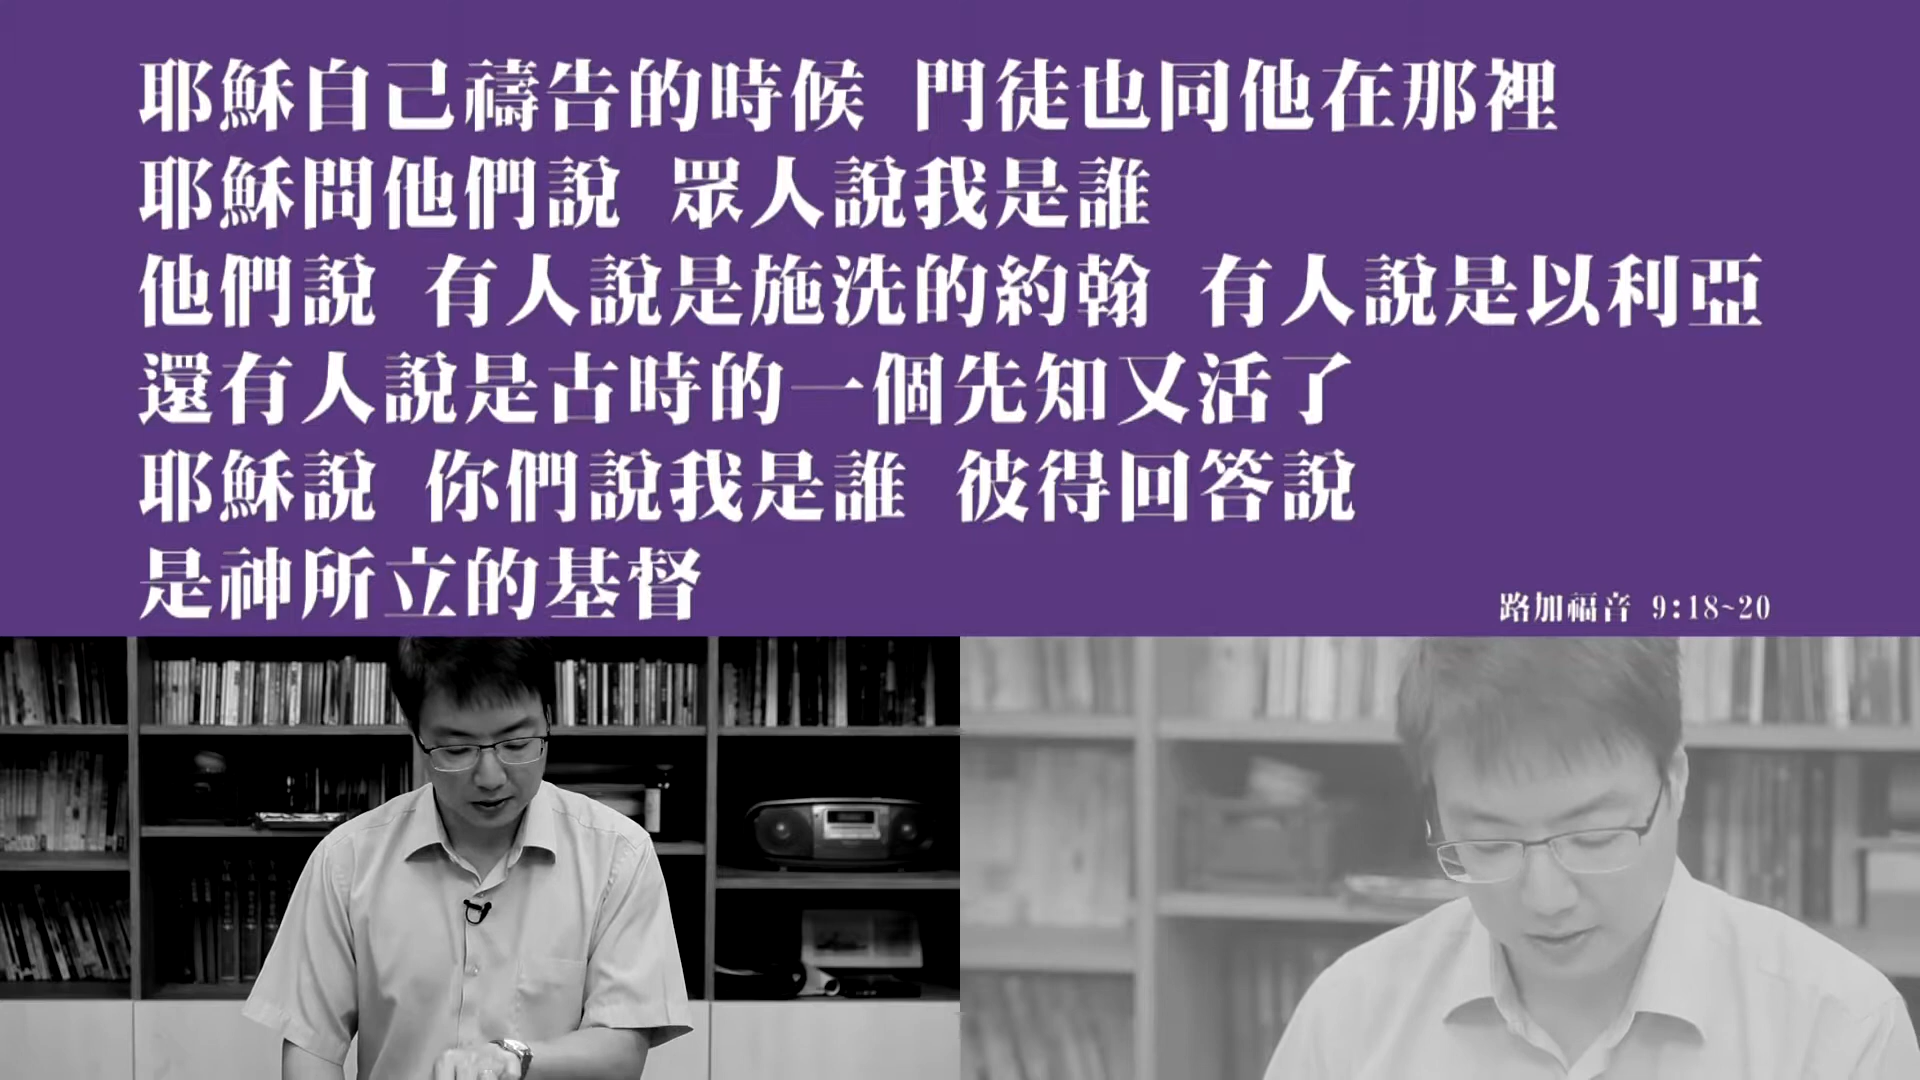 耶穌自己禱告的時候 門徒也同他在那裡
耶穌問他們說 眾人說我是誰
他們說 有人說是施洗的約翰 有人說是以利亞
還有人說是古時的一個先知又活了
耶穌說 你們說我是誰 彼得回答說
是神所立的基督
路加福音 9:18~20